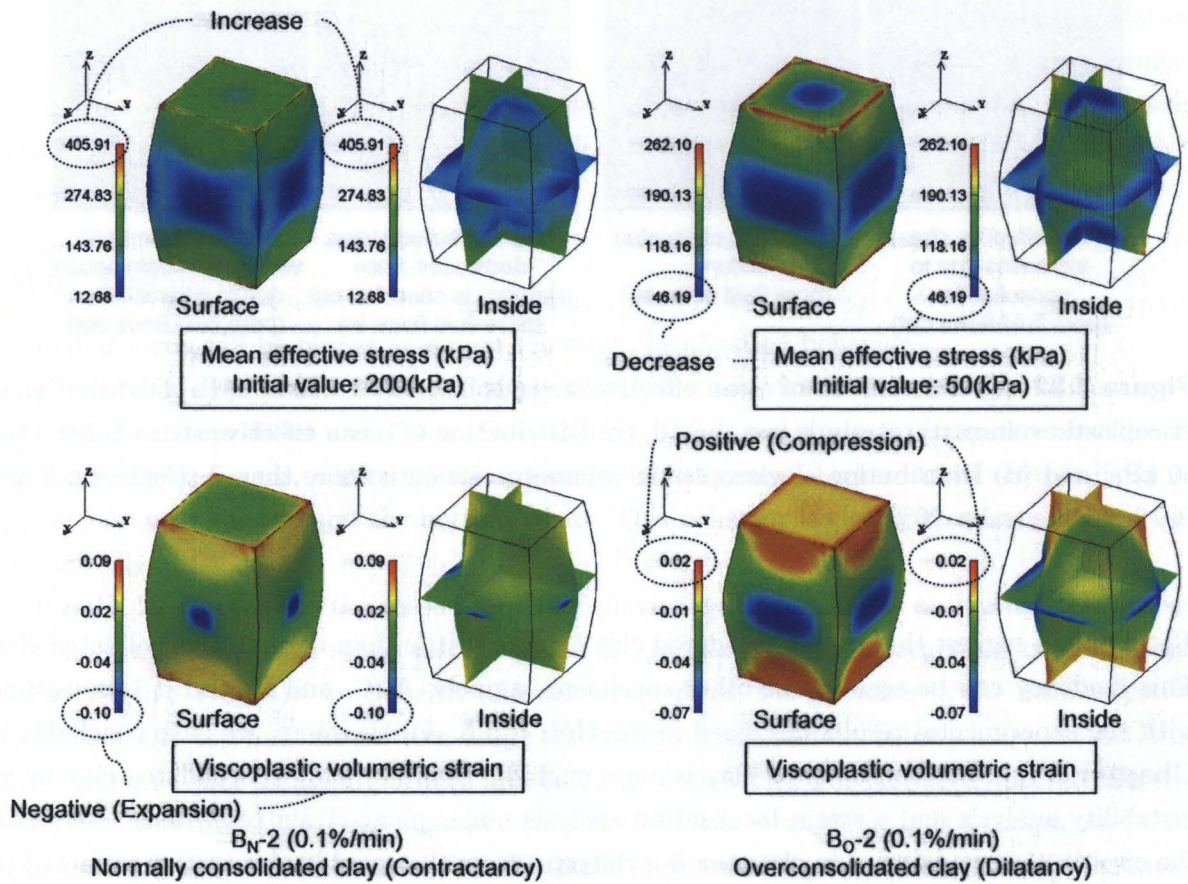 Increase
z
Y
405.91
274.83
143.76
12.68
Surface
z
Y
405.91
274.83
143.76
12.68
Inside
Mean effective stress (kPa)
Initial value: 200(kPa)
z
Y
262.10
190.13
118.16
46.19
Surface
z
Y
262.10
190.13
118.16
46.19
Inside
Decrease
Mean effective stress (kPa)
Initial value: 50(kPa)
z
Y
0.09
0.02
-0.04
-0.10
Surface
z
Y
0.09
0.02
-0.04
-0.10
Inside
Viscoplastic volumetric strain
Negative (Expansion)
B_N-2 (0.1%/min)
Normally consolidated clay (Contractancy)
Positive (Compression)
z
Y
0.02
-0.01
-0.04
-0.07
Surface
z
Y
0.02
-0.01
-0.04
-0.07
Inside
Viscoplastic volumetric strain
B_O-2 (0.1%/min)
Overconsolidated clay (Dilatancy)